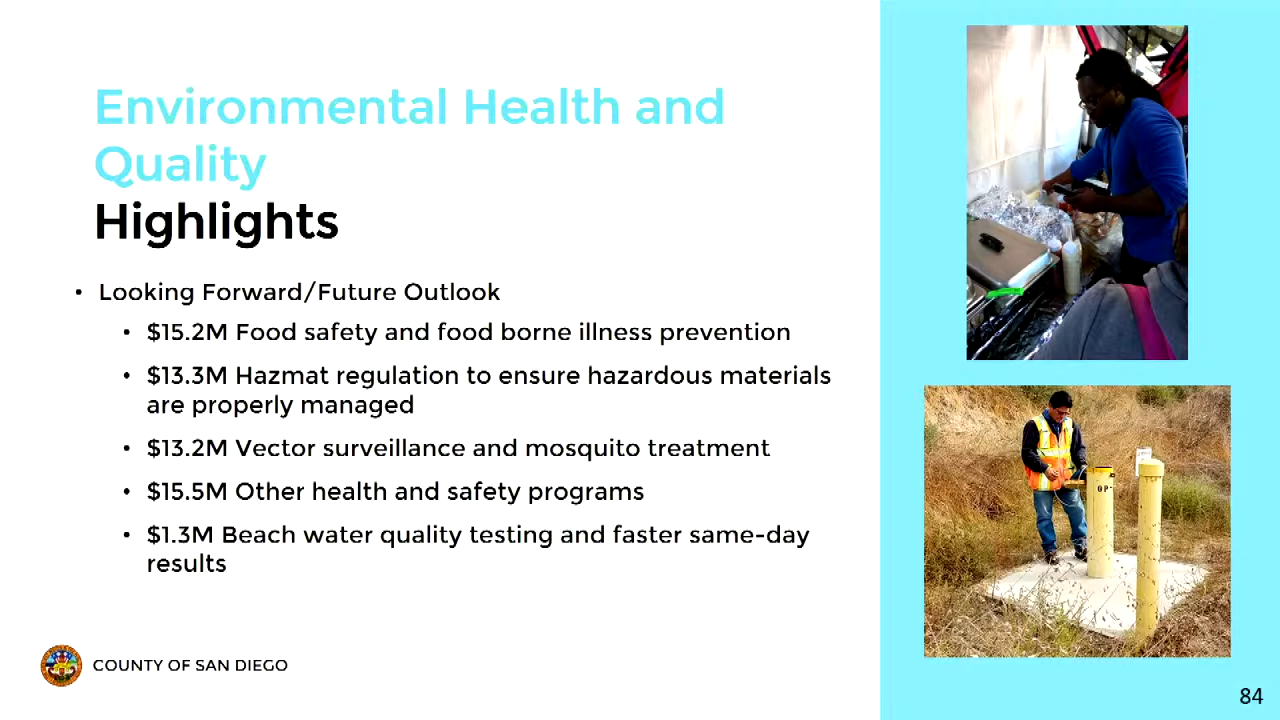 Environmental Health and
Quality
Highlights
• Looking Forward/Future Outlook
• $15.2M Food safety and food borne illness prevention
• $13.3M Hazmat regulation to ensure hazardous materials
are properly managed
• $13.2M Vector surveillance and mosquito treatment
• $15.5M Other health and safety programs
• $1.3M Beach water quality testing and faster same-day
results
COUNTY OF SAN DIEGO
84